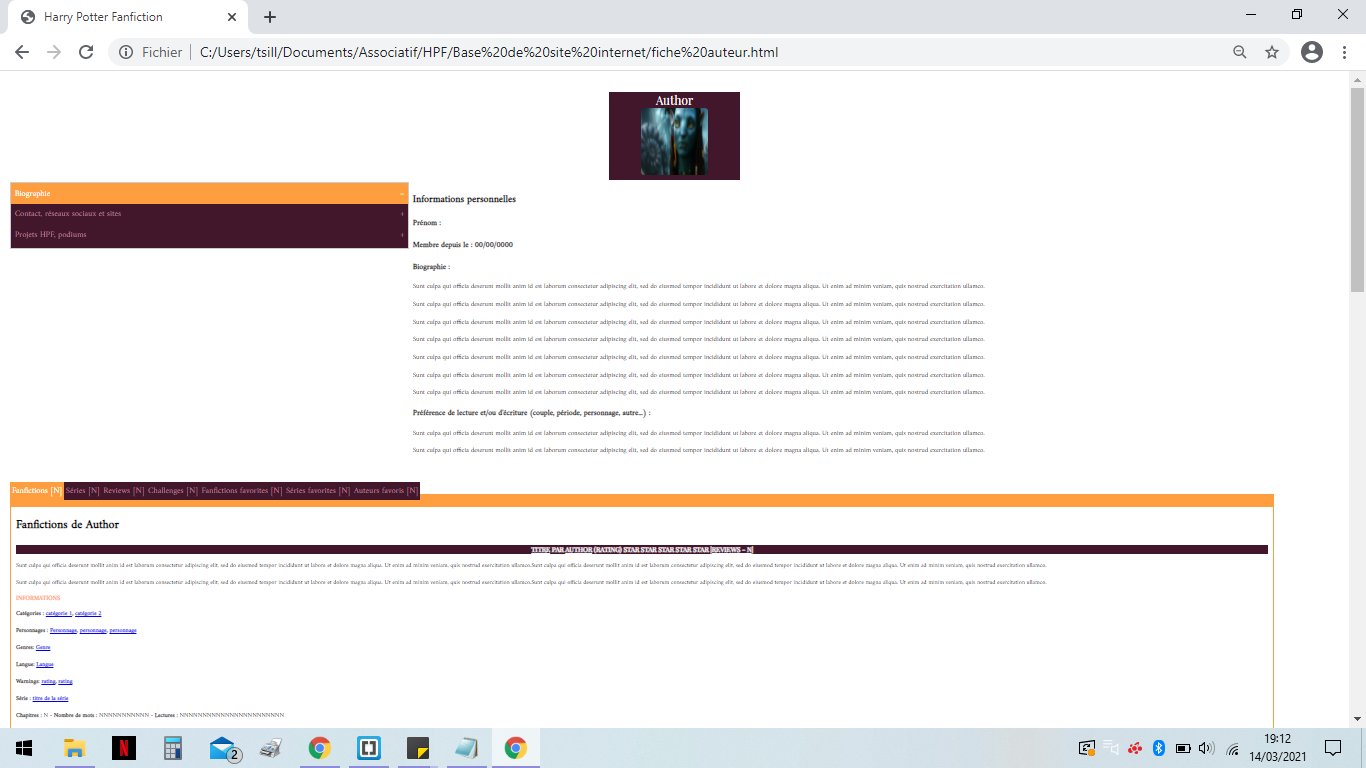 Harry Potter Fanfiction
Fichier C:/Users/tsill/Documents/Associatif/HPF/Base%20de%20site%20internet/fiche%20auteur.html
Author
Biographie -
Contact, réseaux sociaux et sites +
Projets HPF, podiums +
Informations personnelles
Prénom :
Membre depuis le : 00/00/0000
Biographie :
Sunt culpa qui officia deserunt mollit anim id est laborum consectetur adipiscing elit, sed do eiusmod tempor incididunt ut labore et dolore magna aliqua. Ut enim ad minim veniam, quis nostrud exercitation ullamco.
Sunt culpa qui officia deserunt mollit anim id est laborum consectetur adipiscing elit, sed do eiusmod tempor incididunt ut labore et dolore magna aliqua. Ut enim ad minim veniam, quis nostrud exercitation ullamco.
Sunt culpa qui officia deserunt mollit anim id est laborum consectetur adipiscing elit, sed do eiusmod tempor incididunt ut labore et dolore magna aliqua. Ut enim ad minim veniam, quis nostrud exercitation ullamco.
Sunt culpa qui officia deserunt mollit anim id est laborum consectetur adipiscing elit, sed do eiusmod tempor incididunt ut labore et dolore magna aliqua. Ut enim ad minim veniam, quis nostrud exercitation ullamco.
Sunt culpa qui officia deserunt mollit anim id est laborum consectetur adipiscing elit, sed do eiusmod tempor incididunt ut labore et dolore magna aliqua. Ut enim ad minim veniam, quis nostrud exercitation ullamco.
Sunt culpa qui officia deserunt mollit anim id est laborum consectetur adipiscing elit, sed do eiusmod tempor incididunt ut labore et dolore magna aliqua. Ut enim ad minim veniam, quis nostrud exercitation ullamco.
Sunt culpa qui officia deserunt mollit anim id est laborum consectetur adipiscing elit, sed do eiusmod tempor incididunt ut labore et dolore magna aliqua. Ut enim ad minim veniam, quis nostrud exercitation ullamco.
Préférence de lecture et/ou d'écriture (couple, période, personnage, autre...) :
Sunt culpa qui officia deserunt mollit anim id est laborum consectetur adipiscing elit, sed do eiusmod tempor incididunt ut labore et dolore magna aliqua. Ut enim ad minim veniam, quis nostrud exercitation ullamco.
Sunt culpa qui officia deserunt mollit anim id est laborum consectetur adipiscing elit, sed do eiusmod tempor incididunt ut labore et dolore magna aliqua. Ut enim ad minim veniam, quis nostrud exercitation ullamco.
Fanfictions [N] Séries [N] Reviews [N] Challenges [N] Fanfictions favorites [N] Séries favorites [N] Auteurs favoris [N]
Fanfictions de Author
TITRE PAR AUTHOR (RATING) STAR STAR STAR STAR STAR [REVIEWS - N]
Sunt culpa qui officia deserunt mollit anim id est laborum consectetur adipiscing elit, sed do eiusmod tempor incididunt ut labore et dolore magna aliqua. Ut enim ad minim veniam, quis nostrud exercitation ullamco.Sunt culpa qui officia deserunt mollit anim id est laborum consectetur adipiscing elit, sed do eiusmod tempor incididunt ut labore et dolore magna aliqua. Ut enim ad minim veniam, quis nostrud exercitation ullamco.
Sunt culpa qui officia deserunt mollit anim id est laborum consectetur adipiscing elit, sed do eiusmod tempor incididunt ut labore et dolore magna aliqua. Ut enim ad minim veniam, quis nostrud exercitation ullamco.Sunt culpa qui officia deserunt mollit anim id est laborum consectetur adipiscing elit, sed do eiusmod tempor incididunt ut labore et dolore magna aliqua. Ut enim ad minim veniam, quis nostrud exercitation ullamco.
INFORMATIONS
Catégories : catégorie 1, catégorie 2
Personnages : Personnage, personnage, personnage
Genres: Genre
Langue: Langue
Warnings: rating, rating
Série : titre de la série
Chapitres : N - Nombre de mots : NNNNNNNNNNN - Lectures : NNNNNNNNNNNNNNNNNNNNNNN
N 2 19:12
14/03/2021